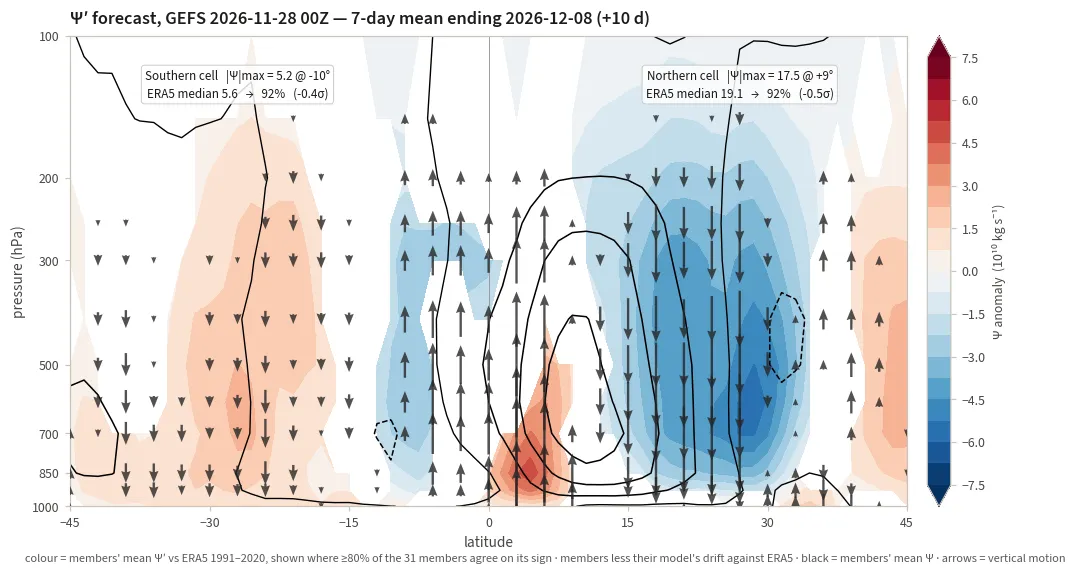 Ψ′ forecast, GEFS 2026-11-28 00Z — 7-day mean ending 2026-12-08 (+10 d)
Southern cell |Ψ|max = 5.2 @ -10°
ERA5 median 5.6 → 92% (-0.4σ)
Northern cell |Ψ|max = 17.5 @ +9°
ERA5 median 19.1 → 92% (-0.5σ)
pressure (hPa)
100
200
300
400
500
700
850
1000
−45
−30
−15
0
15
30
45
latitude
7.5
6.0
4.5
3.0
1.5
0.0
−1.5
−3.0
−4.5
−6.0
−7.5
Ψ anomaly (10¹⁰ kg s⁻¹)
colour = members' mean Ψ′ vs ERA5 1991–2020, shown where ≥80% of the 31 members agree on its sign · members less their model's drift against ERA5 · black = members' mean Ψ · arrows = vertical motion